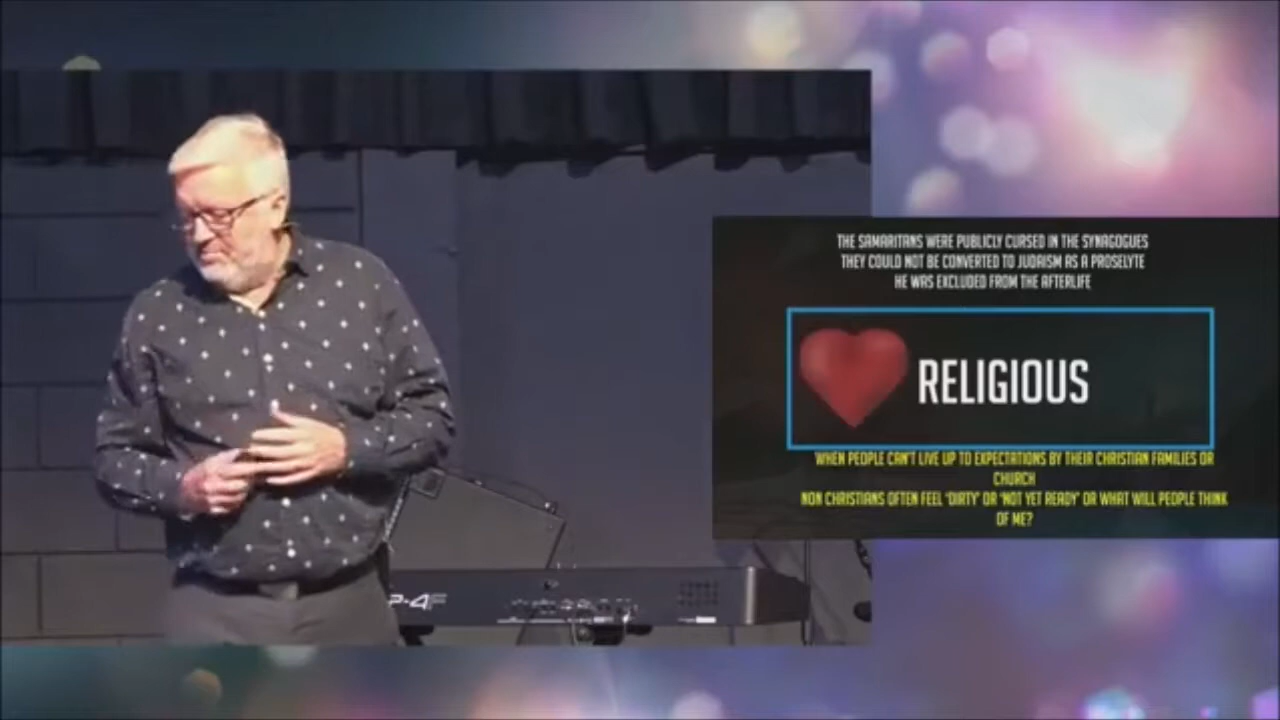 THE SAMARITANS WERE PUBLICLY CURSED IN THE SYNAGOGUES
THEY COULD NOT BE CONVERTED TO JUDAISM AS A PROSELYTE
HE WAS EXCLUDED FROM THE AFTERLIFE
RELIGIOUS
WHEN PEOPLE CAN'T LIVE UP TO EXPECTATIONS BY THEIR CHRISTIAN FAMILIES OR
CHURCH
NON CHRISTIANS OFTEN FEEL 'DIRTY' OR 'NOT YET READY' OR WHAT WILL PEOPLE THINK
OF ME?
P-4F